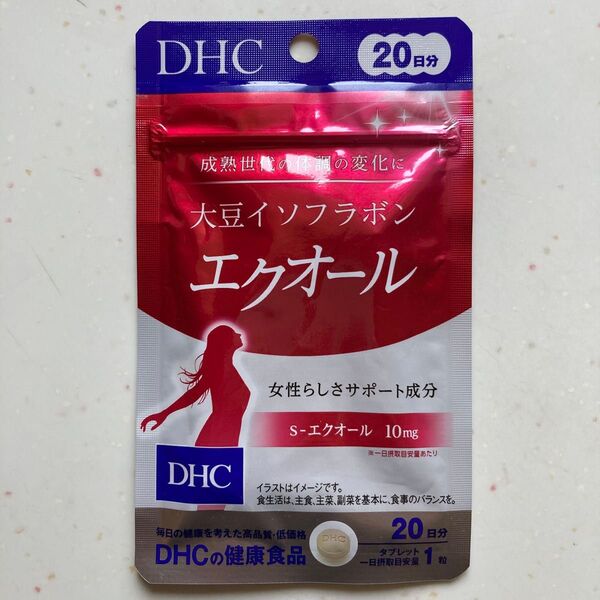 DHC
20日分
成熟世代の体調の変化に
大豆イソフラボン
エクオール
女性らしさサポート成分
S-エクオール 10mg
※一日摂取目安量あたり
DHC
イラストはイメージです。
食生活は、主食、主菜、副菜を基本に、食事のバランスを。
毎日の健康を考えた高品質・低価格
DHCの健康食品
DHC
20日分
タブレット
一日摂取目安量 1粒